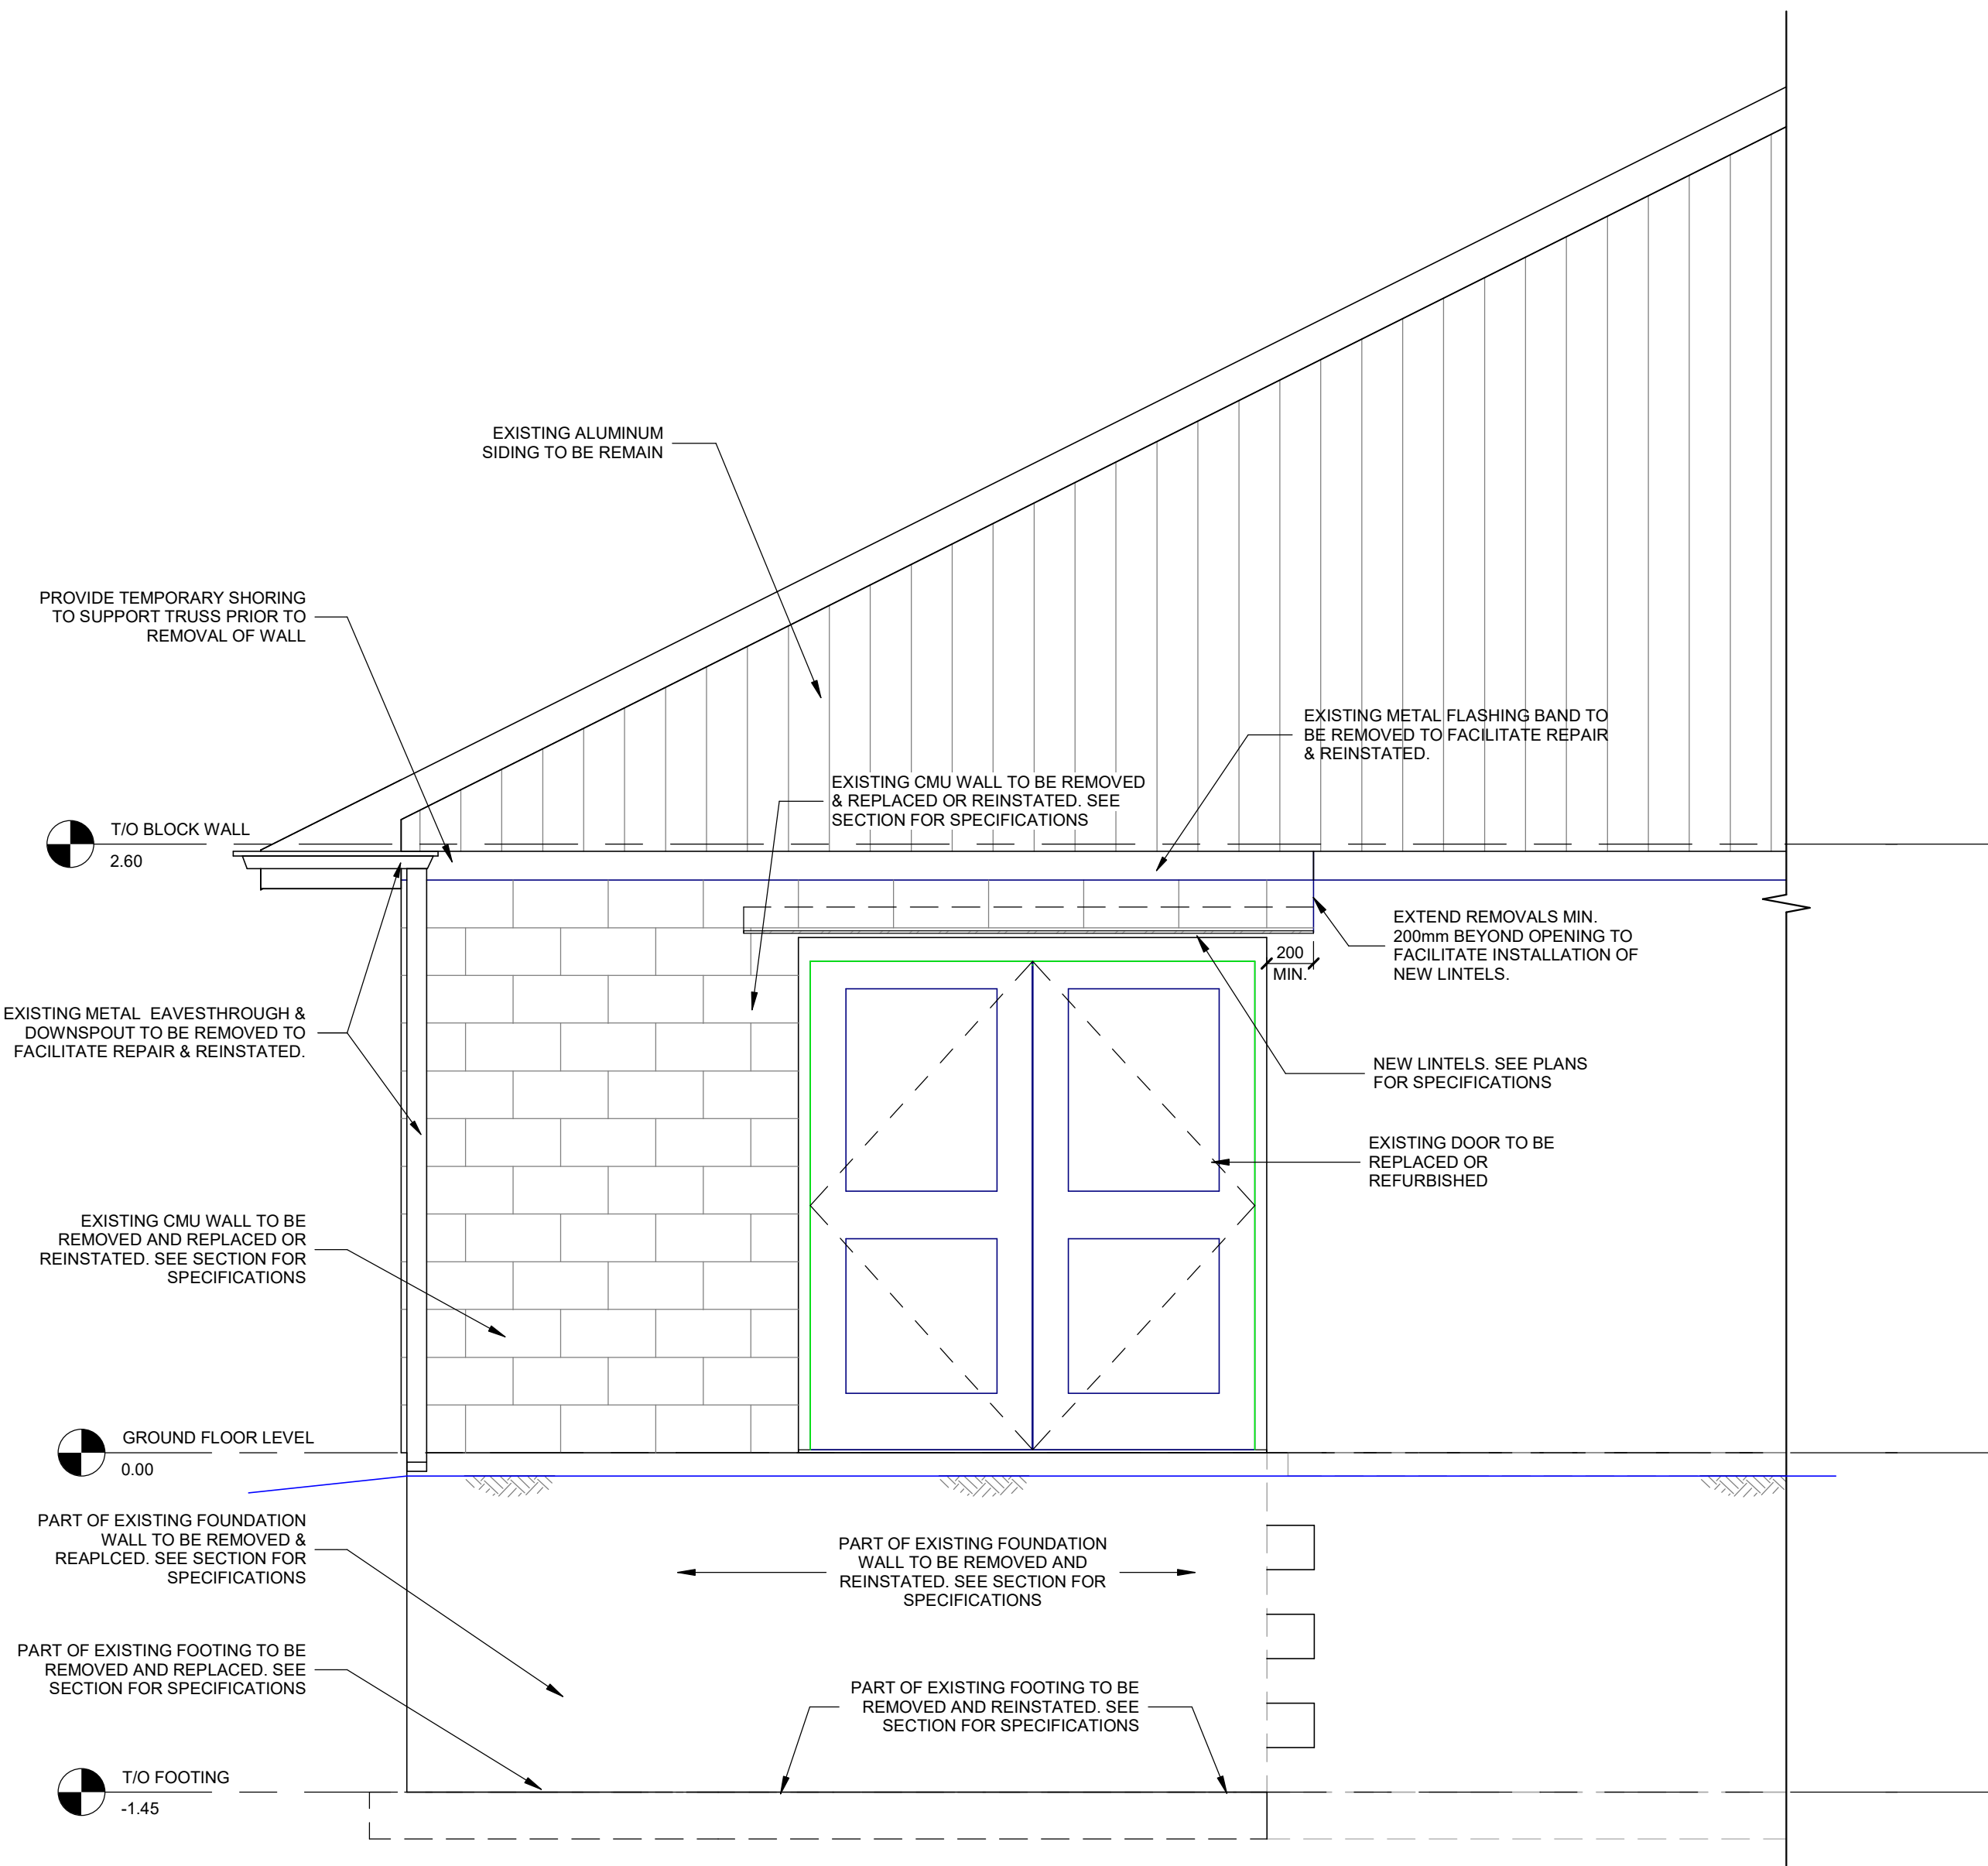 EXISTING ALUMINUM
SIDING TO BE REMAIN
PROVIDE TEMPORARY SHORING
TO SUPPORT TRUSS PRIOR TO
REMOVAL OF WALL
EXISTING METAL FLASHING BAND TO
BE REMOVED TO FACILITATE REPAIR
& REINSTATED.
EXISTING CMU WALL TO BE REMOVED
& REPLACED OR REINSTATED. SEE
SECTION FOR SPECIFICATIONS
T/O BLOCK WALL
2.60
EXTEND REMOVALS MIN.
200mm BEYOND OPENING TO
FACILITATE INSTALLATION OF
NEW LINTELS.
200
MIN.
EXISTING METAL EAVESTHROUGH &
DOWNSPOUT TO BE REMOVED TO
FACILITATE REPAIR & REINSTATED.
NEW LINTELS. SEE PLANS
FOR SPECIFICATIONS
EXISTING DOOR TO BE
REPLACED OR
REFURBISHED
EXISTING CMU WALL TO BE
REMOVED AND REPLACED OR
REINSTATED. SEE SECTION FOR
SPECIFICATIONS
GROUND FLOOR LEVEL
0.00
PART OF EXISTING FOUNDATION
WALL TO BE REMOVED &
REAPLCED. SEE SECTION FOR
SPECIFICATIONS
PART OF EXISTING FOUNDATION
WALL TO BE REMOVED AND
REINSTATED. SEE SECTION FOR
SPECIFICATIONS
PART OF EXISTING FOOTING TO BE
REMOVED AND REPLACED. SEE
SECTION FOR SPECIFICATIONS
PART OF EXISTING FOOTING TO BE
REMOVED AND REINSTATED. SEE
SECTION FOR SPECIFICATIONS
T/O FOOTING
-1.45